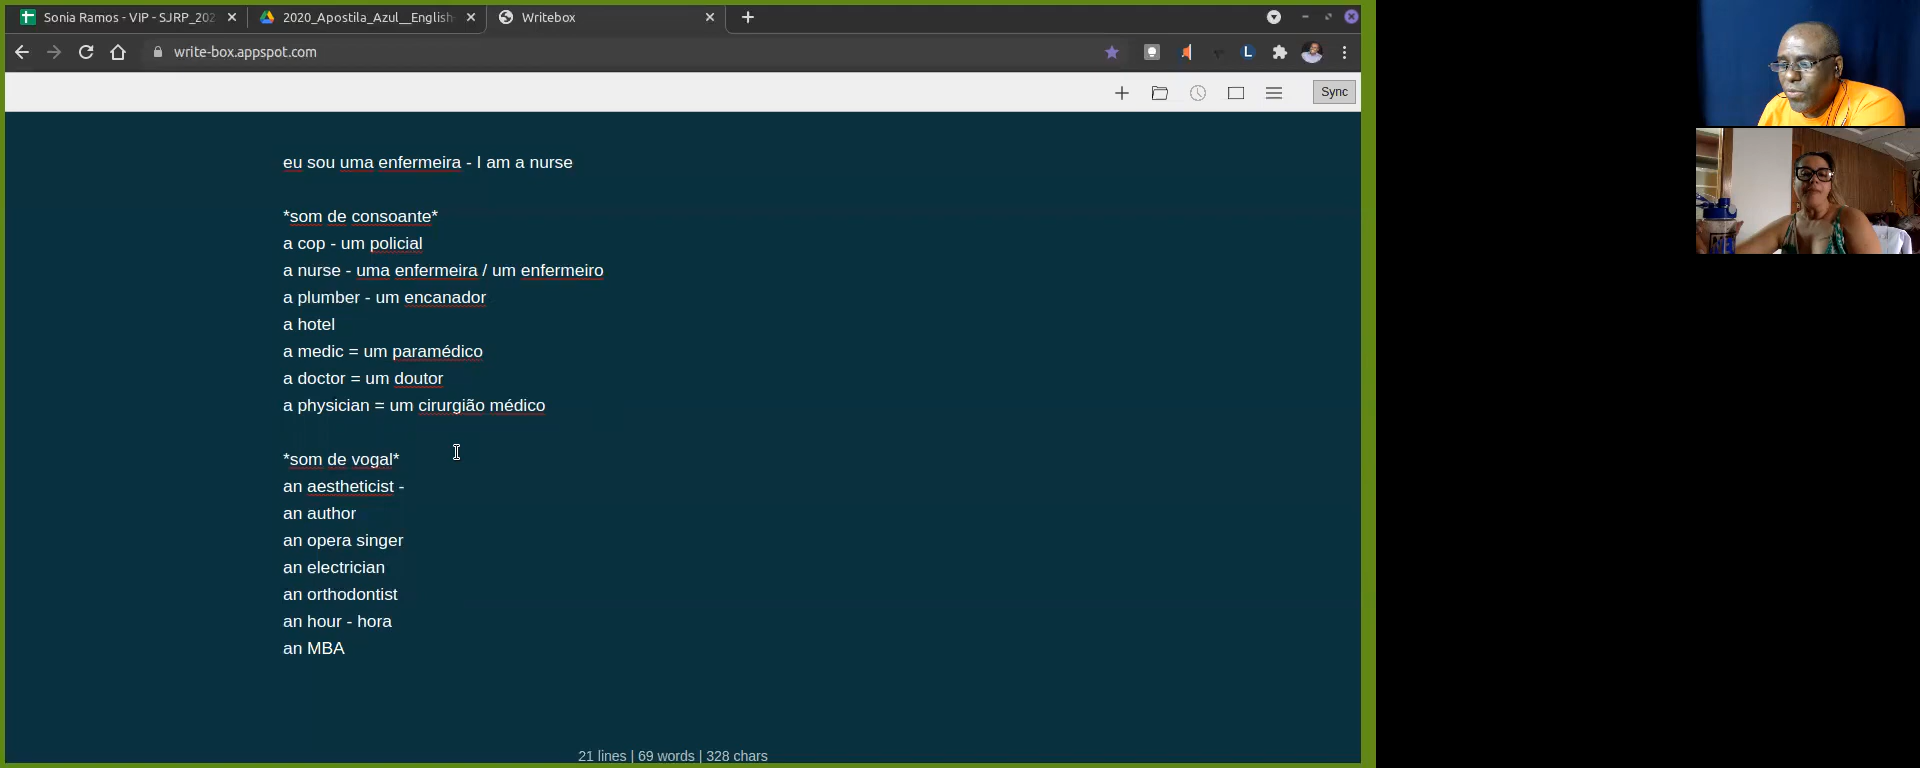 Sonia Ramos - VIP - SJRP_202
2020_Apostila_Azul__English
Writebox
write-box.appspot.com
L
Sync
eu sou uma enfermeira - I am a nurse
*som de consoante*
a cop - um policial
a nurse - uma enfermeira / um enfermeiro
a plumber - um encanador
a hotel
a medic = um paramédico
a doctor = um doutor
a physician = um cirurgião médico
*som de vogal*
an aestheticist -
an author
an opera singer
an electrician
an orthodontist
an hour - hora
an MBA
21 lines | 69 words | 328 chars